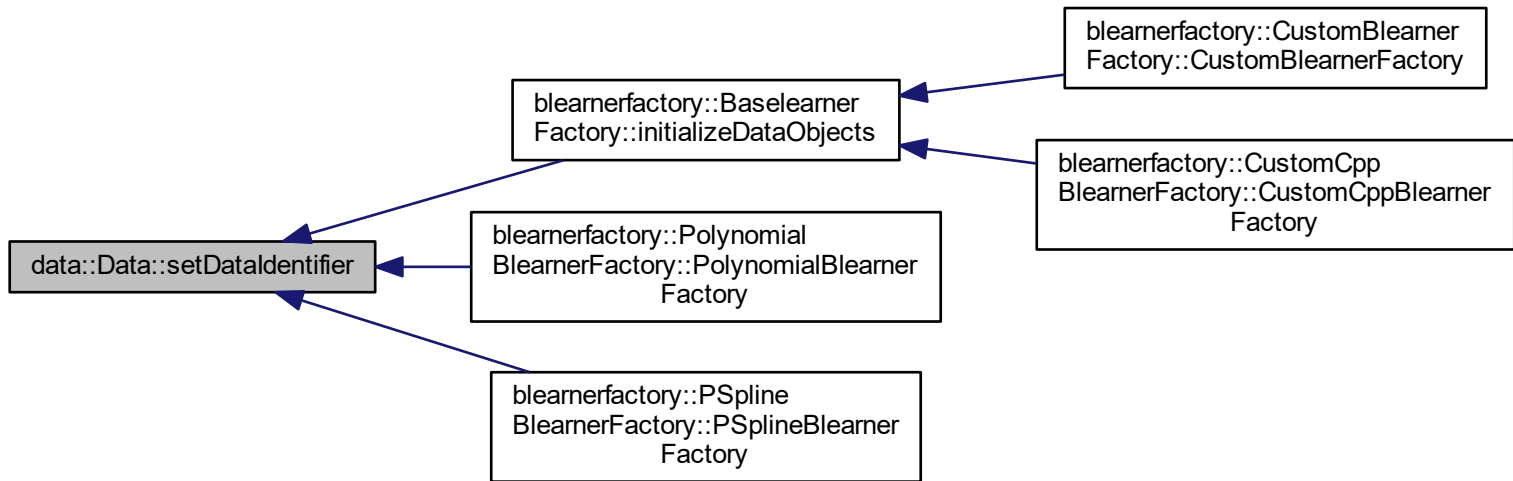 data::Data::setDataIdentifier
blearnerfactory::Baselearner
Factory::initializeDataObjects
blearnerfactory::CustomBlearner
Factory::CustomBlearnerFactory
blearnerfactory::CustomCpp
BlearnerFactory::CustomCppBlearner
Factory
blearnerfactory::Polynomial
BlearnerFactory::PolynomialBlearner
Factory
blearnerfactory::PSpline
BlearnerFactory::PSplineBlearner
Factory